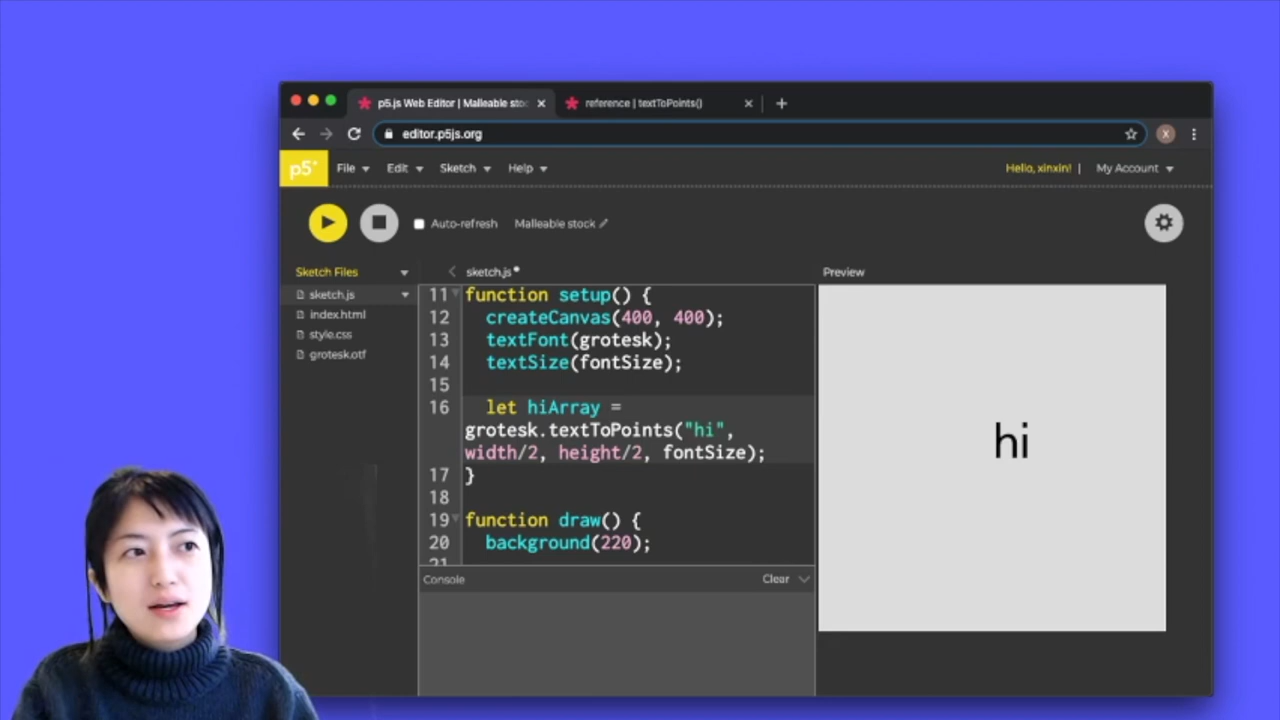 p5.js Web Editor | Malleable sto
reference | textToPoints()
editor.p5js.org
X
p5*
File
Edit
Sketch
Help
Hello, xinxin! |
My Account
Auto-refresh
Malleable stock
Sketch Files
sketch.js
Preview
sketch.js
index.html
style.css
grotesk.otf
11 function setup() {
12 createCanvas(400, 400);
13 textFont(grotesk);
14 textSize(fontSize);
15
16 let hiArray =
grotesk.textToPoints("hi",
width/2, height/2, fontSize);
17 }
18
19 function draw() {
20 background(220);
21
Console
Clear
hi